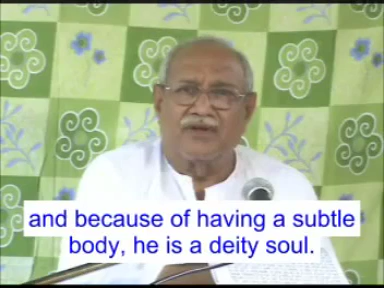 and because of having a subtle
body, he is a deity soul.